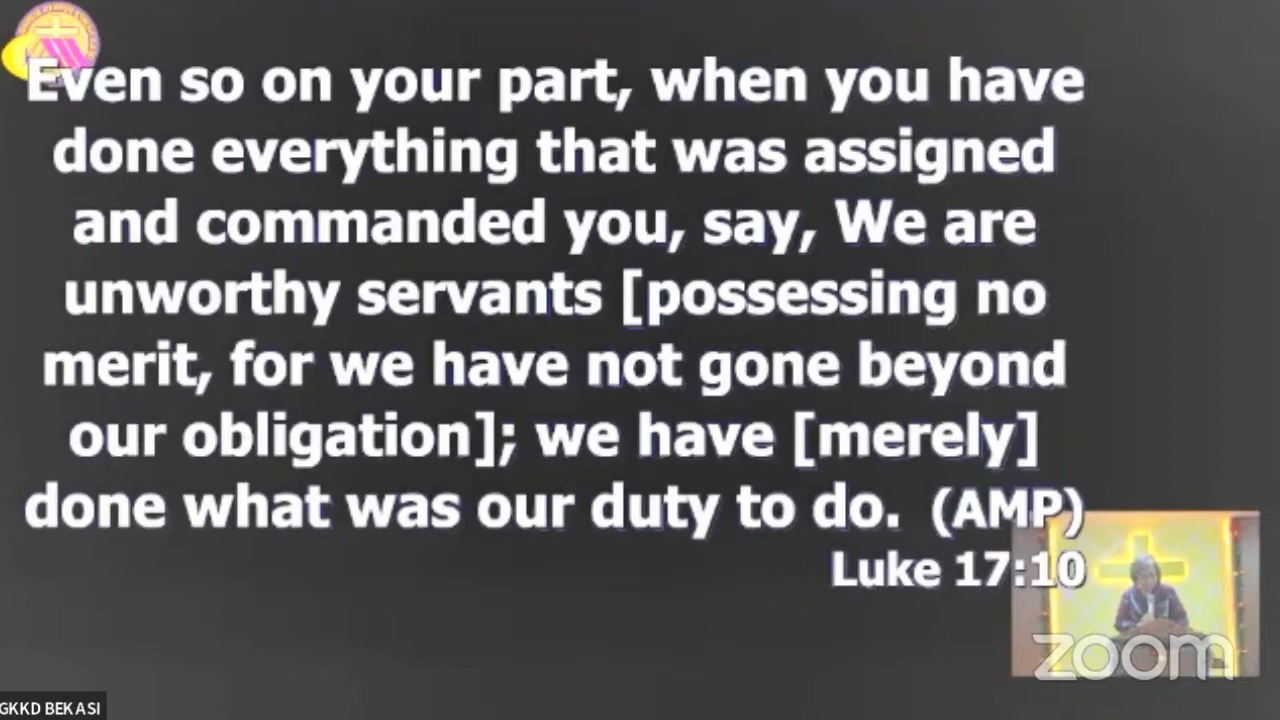 Even so on your part, when you have
done everything that was assigned
and commanded you, say, We are
unworthy servants [possessing no
merit, for we have not gone beyond
our obligation]; we have [merely]
done what was our duty to do. (AMP)
Luke 17:10
zoom
GKKD BEKASI